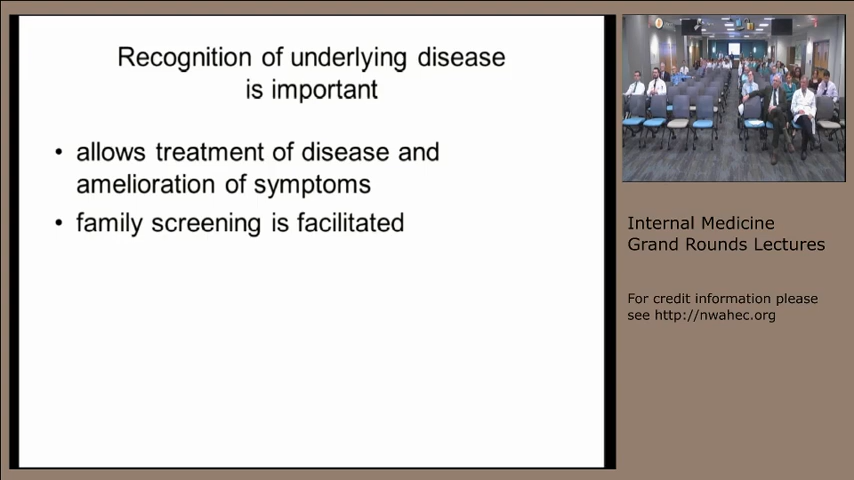 Recognition of underlying disease
is important
• allows treatment of disease and
amelioration of symptoms
• family screening is facilitated
Internal Medicine
Grand Rounds Lectures
For credit information please
see http://nwahec.org